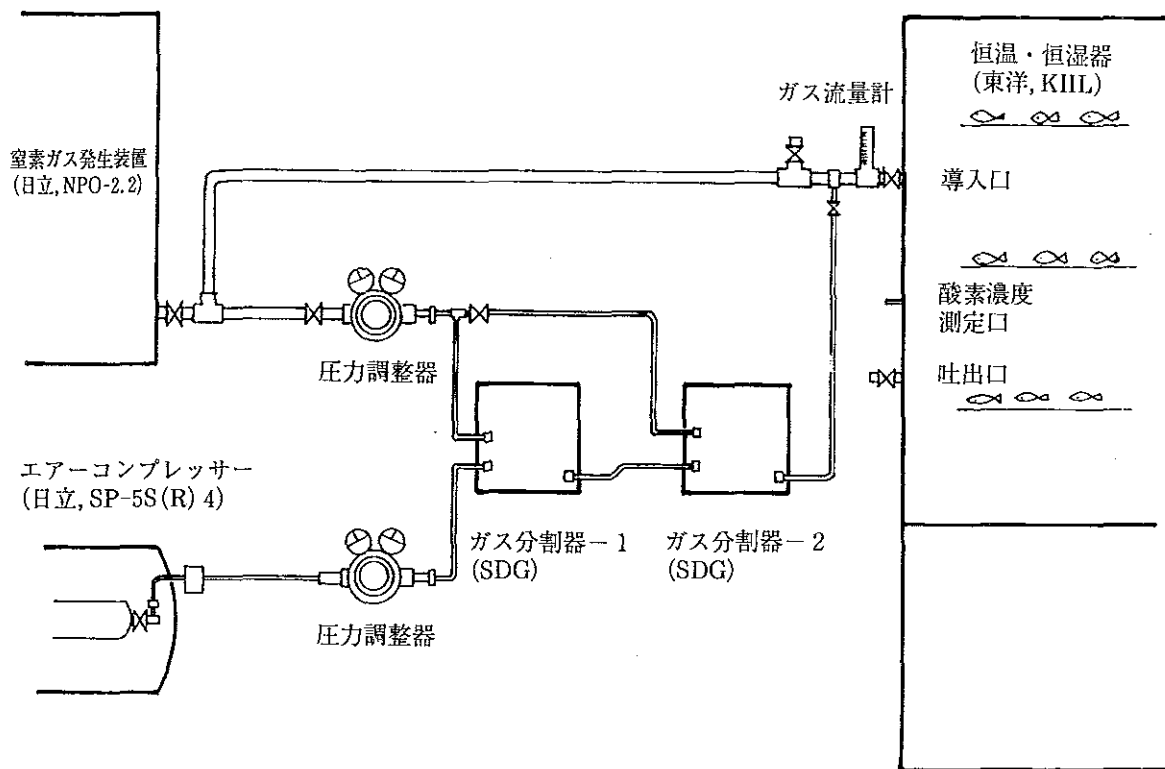 恒温・恒湿器
(東洋, KIIL)
ガス流量計
窒素ガス発生装置
(日立, NPO-2.2)
導入口
酸素濃度
測定口
圧力調整器
吐出口
エアーコンプレッサー
(日立, SP-5S(R) 4)
ガス分割器－1
(SDG)
ガス分割器－2
(SDG)
圧力調整器